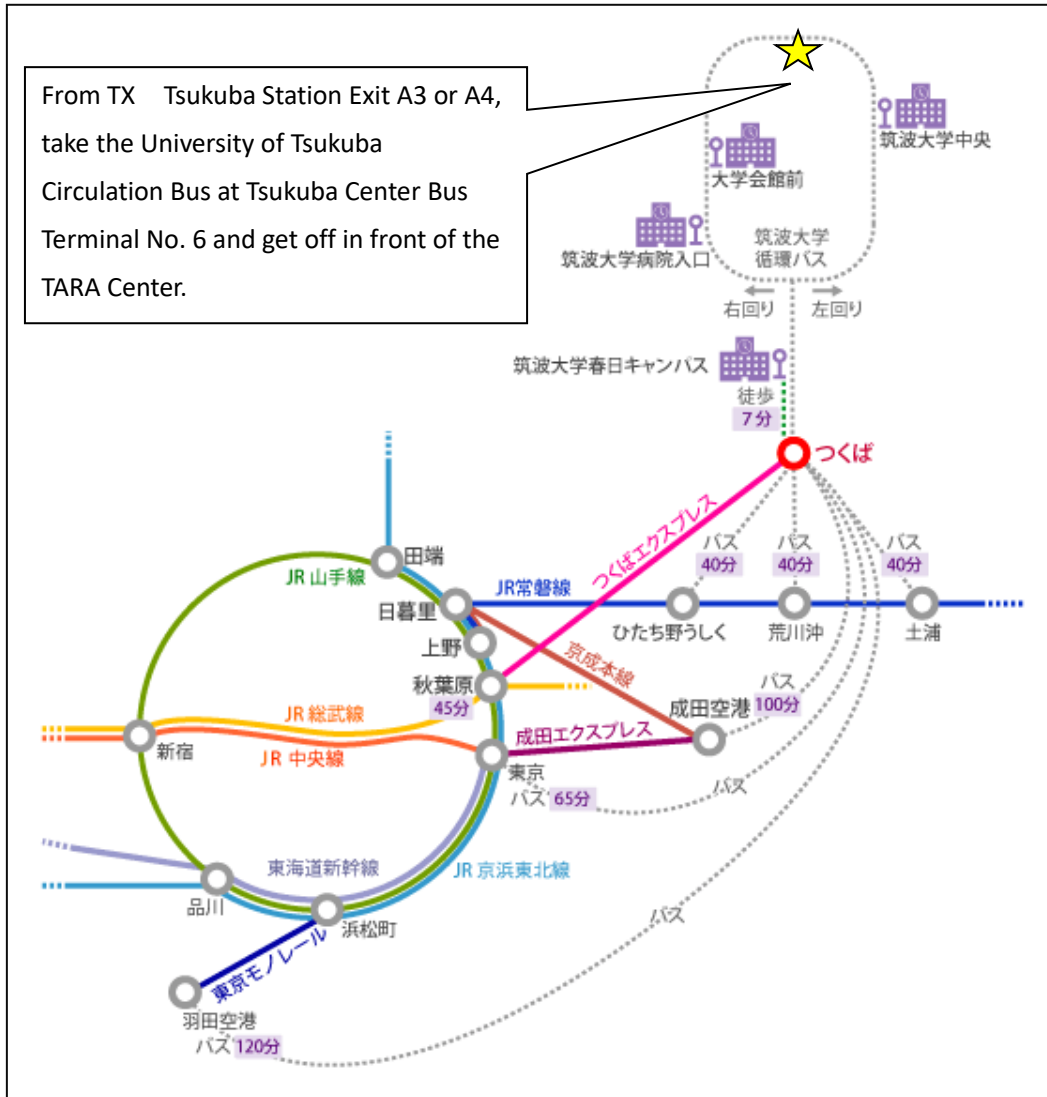 From TX Tsukuba Station Exit A3 or A4,
take the University of Tsukuba
Circulation Bus at Tsukuba Center Bus
Terminal No. 6 and get off in front of the
TARA Center.
筑波大学中央
大学会館前
筑波大学病院入口
筑波大学
循環バス
右回り
左回り
筑波大学春日キャンパス
徒歩
7分
つくば
つくばエクスプレス
バス
40分
バス
40分
バス
40分
田端
JR 山手線
日暮里
JR常磐線
ひたち野うしく
荒川沖
土浦
上野
京成本線
秋葉原
45分
バス
100分
成田空港
JR 総武線
成田エクスプレス
新宿
JR 中央線
東京
バス 65分
バス
東海道新幹線
JR 京浜東北線
品川
浜松町
バス
東京モノレール
羽田空港
バス 120分